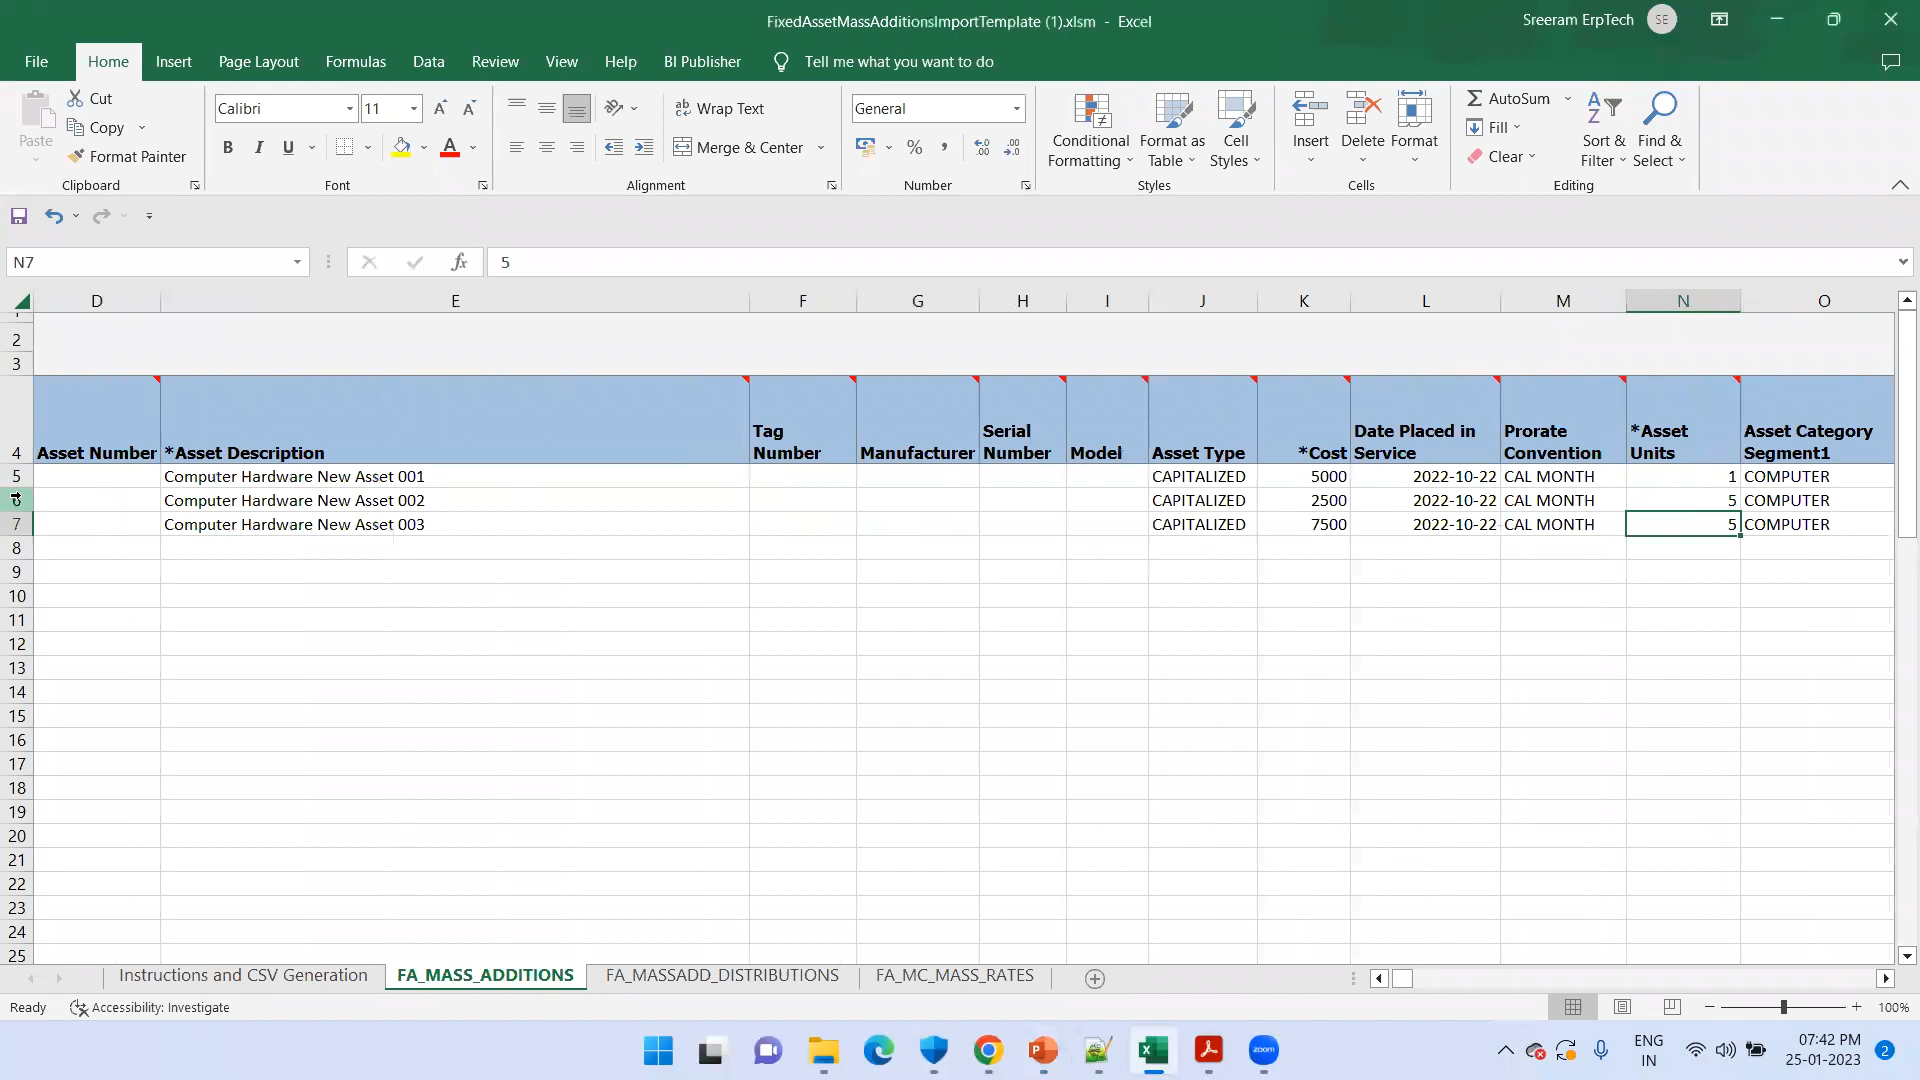 FixedAssetMassAdditionsImportTemplate (1).xlsm - Excel
Sreeram ErpTech
SE
File Home Insert Page Layout Formulas Data Review View Help BI Publisher Tell me what you want to do
Paste
Cut
Copy
Format Painter
Clipboard
Calibri 11
B I U
Font
Wrap Text
Merge & Center
Alignment
General
Number
Conditional Formatting
Format as Table
Cell Styles
Styles
Insert Delete Format
Cells
AutoSum
Fill
Clear
Sort & Filter
Find & Select
Editing
N7
fx
5
D E F G H I J K L M N O
2
3
4 Asset Number *Asset Description Tag Number Manufacturer Serial Number Model Asset Type *Cost Date Placed in Service Prorate Convention *Asset Units Asset Category Segment1
5 Computer Hardware New Asset 001 CAPITALIZED 5000 2022-10-22 CAL MONTH 1 COMPUTER
6 Computer Hardware New Asset 002 CAPITALIZED 2500 2022-10-22 CAL MONTH 5 COMPUTER
7 Computer Hardware New Asset 003 CAPITALIZED 7500 2022-10-22 CAL MONTH 5 COMPUTER
8
9
10
11
12
13
14
15
16
17
18
19
20
21
22
23
24
25
Instructions and CSV Generation FA_MASS_ADDITIONS FA_MASSADD_DISTRIBUTIONS FA_MC_MASS_RATES
Ready Accessibility: Investigate 100%
zoom
ENG
IN
07:42 PM
25-01-2023
2